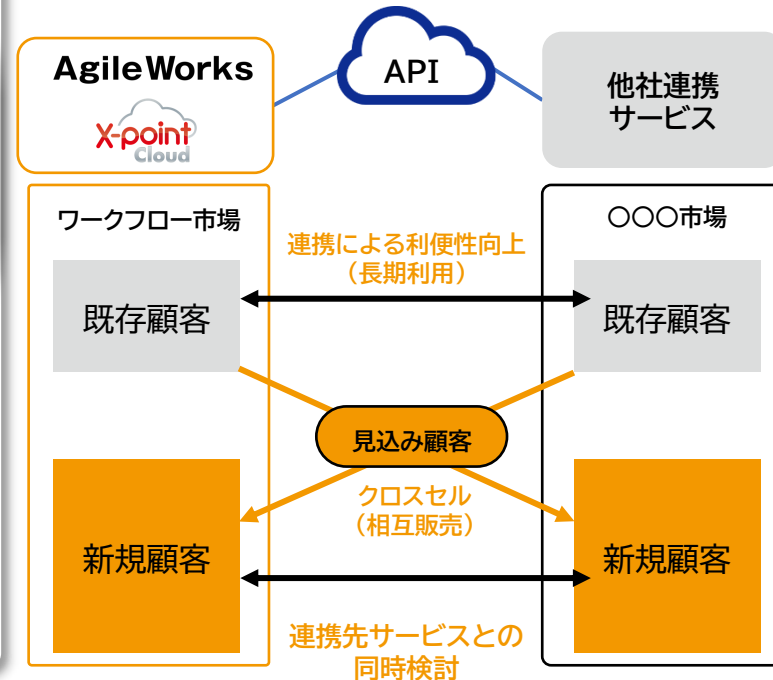 AgileWorks
X-point
Cloud
API
他社連携
サービス
ワークフロー市場
〇〇〇市場
連携による利便性向上
（長期利用）
既存顧客
既存顧客
見込み顧客
クロスセル
（相互販売）
新規顧客
新規顧客
連携先サービスとの
同時検討